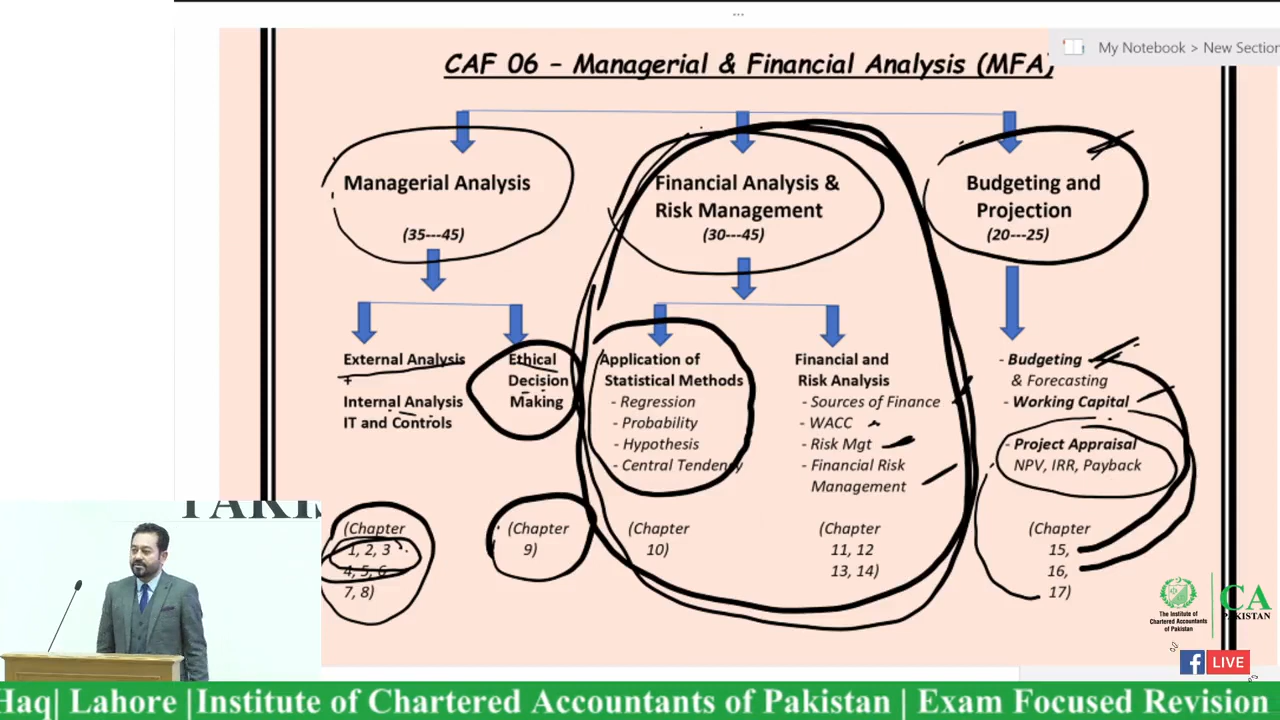 My Notebook > New Section
CAF 06 – Managerial & Financial Analysis (MFA)
Managerial Analysis
(35---45)
Financial Analysis &
Risk Management
(30---45)
Budgeting and
Projection
(20---25)
External Analysis
+
Internal Analysis
IT and Controls
Ethical
Decision
Making
Application of
Statistical Methods
- Regression
- Probability
- Hypothesis
- Central Tendency
Financial and
Risk Analysis
- Sources of Finance
- WACC
- Risk Mgt
- Financial Risk
Management
- Budgeting
& Forecasting
- Working Capital
- Project Appraisal
NPV, IRR, Payback
(Chapter
1, 2, 3
4, 5, 6
7, 8)
(Chapter
9)
(Chapter
10)
(Chapter
11, 12
13, 14)
(Chapter
15,
16,
17)
The Institute of
Chartered Accountants
of Pakistan
CA
PAKISTAN
LIVE
Haq| Lahore |Institute of Chartered Accountants of Pakistan | Exam Focused Revision